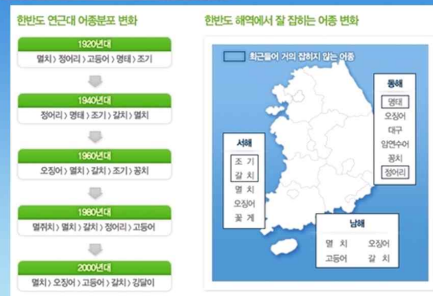 한반도 연근대 어종분포 변화
1920년대
멸치 〉 정어리 〉 고등어 〉 명태 〉 조기
1940년대
정어리 〉 명태 〉 조기 〉 갈치 〉 멸치
1960년대
오징어 〉 멸치 〉 갈치 〉 조기 〉 꽁치
1980년대
멸쥐치 〉 멸치 〉 갈치 〉 정어리 〉 고등어
2000년대
멸치 〉 오징어 〉 고등어 〉 갈치 〉 깅달이
한반도 해역에서 잘 잡히는 어종 변화
최근들어 거의 잡히지 않는 어종
동해
명태
오징어
대구
임연수어
꽁치
정어리
서해
조 기
갈 치
멸 치
오징어
꽃 게
남해
멸 치 오징어
고등어 갈 치